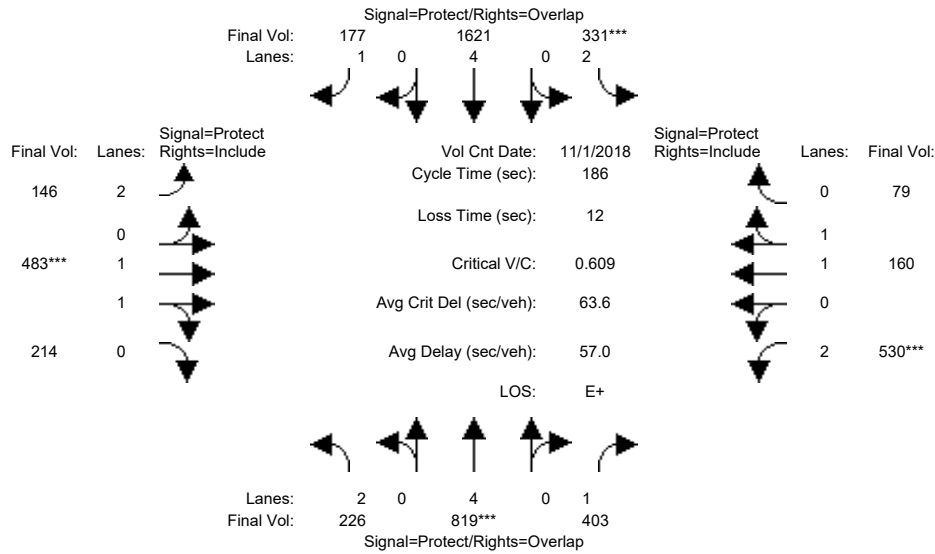 Signal=Protect/Rights=Overlap
Final Vol: 177 1621 331***
Lanes: 1 0 4 0 2
Signal=Protect
Final Vol: Lanes: Rights=Include
Vol Cnt Date: 11/1/2018
Signal=Protect
Rights=Include Lanes: Final Vol:
Cycle Time (sec): 186
146 2
0 79
Loss Time (sec): 12
0
1
483*** 1
Critical V/C: 0.609
1 160
1
Avg Crit Del (sec/veh): 63.6
0
214 0
Avg Delay (sec/veh): 57.0
2 530***
LOS: E+
Lanes: 2 0 4 0 1
Final Vol: 226 819*** 403
Signal=Protect/Rights=Overlap